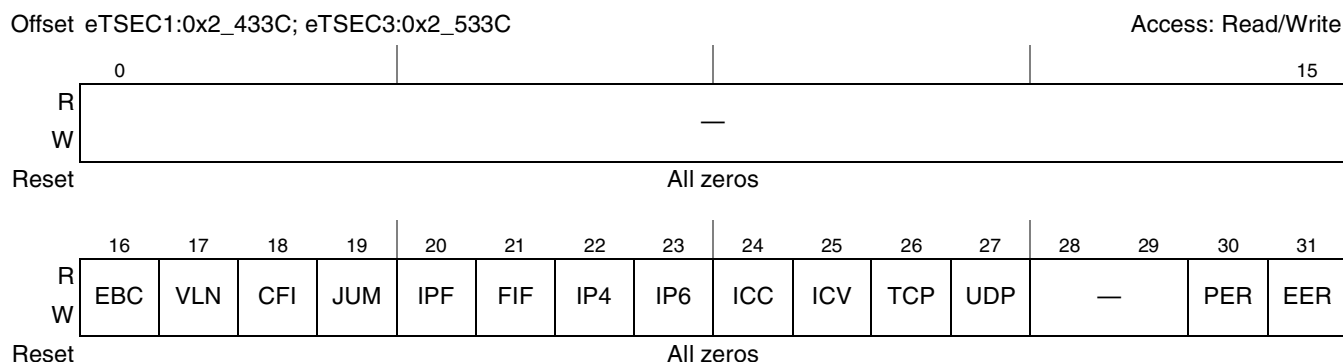 Offset eTSEC1:0x2_433C; eTSEC3:0x2_533C Access: Read/Write
0 15
R
—
W
Reset All zeros
16 17 18 19 20 21 22 23 24 25 26 27 28 29 30 31
R
EBC VLN CFI JUM IPF FIF IP4 IP6 ICC ICV TCP UDP — PER EER
W
Reset All zeros